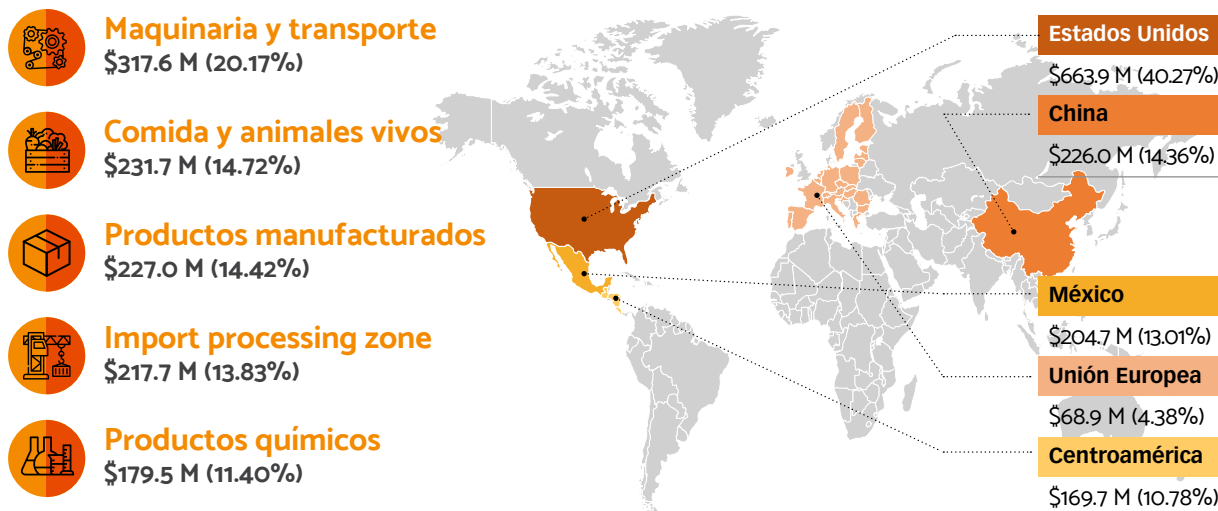 Maquinaria y transporte
$317.6 M (20.17%)
Comida y animales vivos
$231.7 M (14.72%)
Productos manufacturados
$227.0 M (14.42%)
Import processing zone
$217.7 M (13.83%)
Productos químicos
$179.5 M (11.40%)
Estados Unidos
$663.9 M (40.27%)
China
$226.0 M (14.36%)
México
$204.7 M (13.01%)
Unión Europea
$68.9 M (4.38%)
Centroamérica
$169.7 M (10.78%)